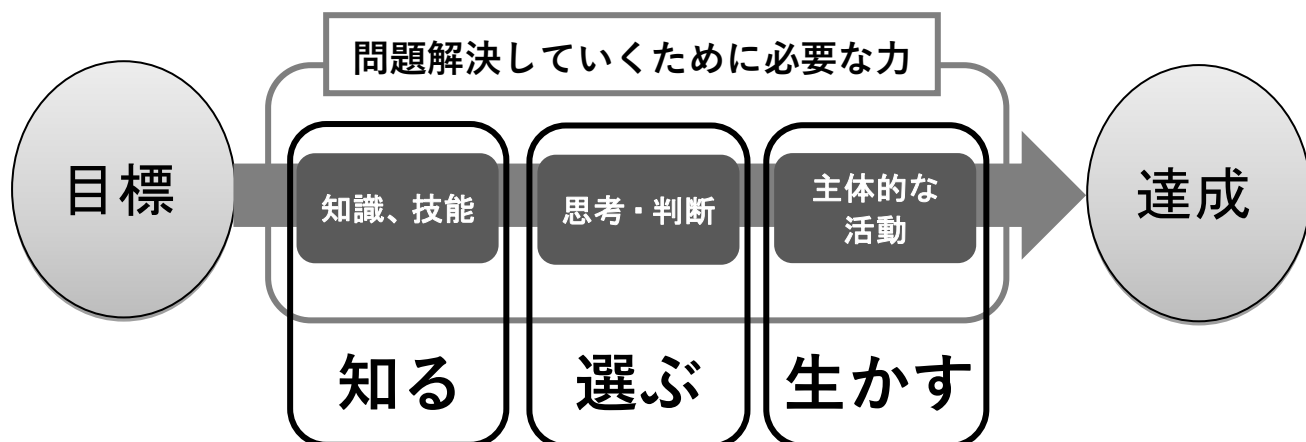 問題解決していくために必要な力
目標
知識、技能
思考・判断
主体的な
活動
達成
知る
選ぶ
生かす